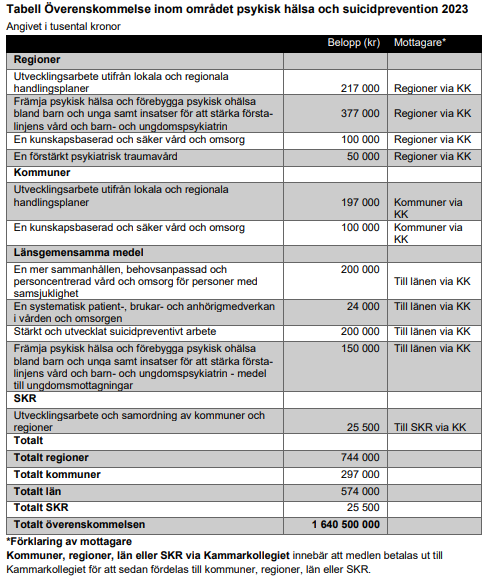 Tabell Överenskommelse inom området psykisk hälsa och suicidprevention 2023
Angivet i tusental kronor
Belopp (kr) Mottagare*
Regioner
Utvecklingsarbete utifrån lokala och regionala
handlingsplaner 217 000 Regioner via KK
Främja psykisk hälsa och förebygga psykisk ohälsa
bland barn och unga samt insatser för att stärka första-
linjens vård och barn- och ungdomspsykiatrin 377 000 Regioner via KK
En kunskapsbaserad och säker vård och omsorg 100 000 Regioner via KK
En förstärkt psykiatrisk traumavård 50 000 Regioner via KK
Kommuner
Utvecklingsarbete utifrån lokala och regionala
handlingsplaner 197 000 Kommuner via
KK
En kunskapsbaserad och säker vård och omsorg 100 000 Kommuner via
KK
Länsgemensamma medel
En mer sammanhållen, behovsanpassad och
personcentrerad vård och omsorg för personer med
samsjuklighet 200 000 Till länen via KK
En systematisk patient-, brukar- och anhörigmedverkan
i vården och omsorgen 24 000 Till länen via KK
Stärkt och utvecklat suicidpreventivt arbete 200 000 Till länen via KK
Främja psykisk hälsa och förebygga psykisk ohälsa
bland barn och unga samt insatser för att stärka första-
linjens vård och barn- och ungdomspsykiatrin - medel
till ungdomsmottagningar 150 000 Till länen via KK
SKR
Utvecklingsarbete och samordning av kommuner och
regioner 25 500 Till SKR via KK
Totalt
Totalt regioner 744 000
Totalt kommuner 297 000
Totalt län 574 000
Totalt SKR 25 500
Totalt överenskommelsen 1 640 500 000
*Förklaring av mottagare
Kommuner, regioner, län eller SKR via Kammarkollegiet innebär att medlen betalas ut till
Kammarkollegiet för att sedan fördelas till kommuner, regioner, län eller SKR.